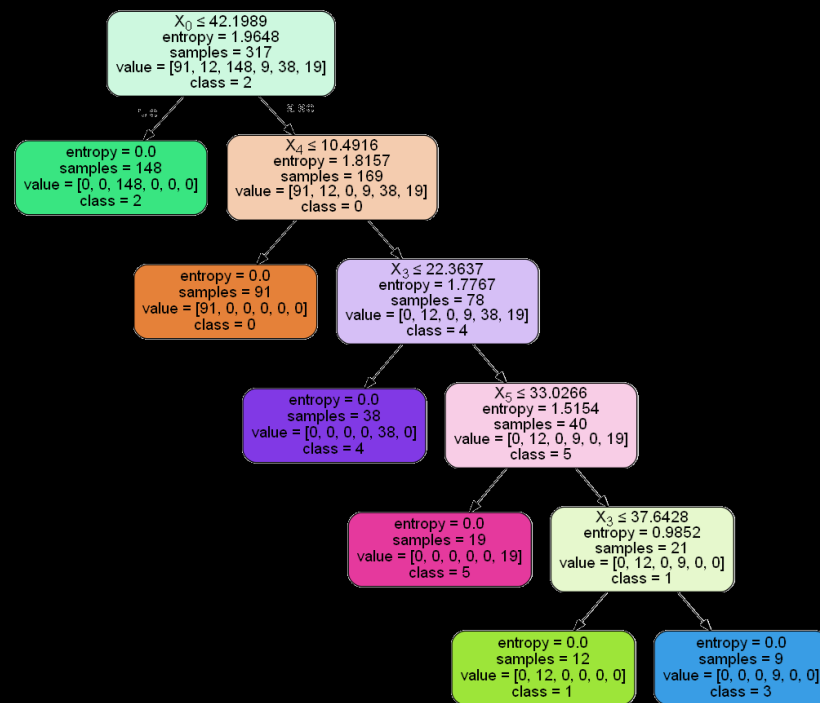 X₀ ≤ 42.1989
entropy = 1.9648
samples = 317
value = [91, 12, 148, 9, 38, 19]
class = 2
entropy = 0.0
samples = 148
value = [0, 0, 148, 0, 0, 0]
class = 2
X₄ ≤ 10.4916
entropy = 1.8157
samples = 169
value = [91, 12, 0, 9, 38, 19]
class = 0
entropy = 0.0
samples = 91
value = [91, 0, 0, 0, 0, 0]
class = 0
X₃ ≤ 22.3637
entropy = 1.7767
samples = 78
value = [0, 12, 0, 9, 38, 19]
class = 4
entropy = 0.0
samples = 38
value = [0, 0, 0, 0, 38, 0]
class = 4
X₅ ≤ 33.0266
entropy = 1.5154
samples = 40
value = [0, 12, 0, 9, 0, 19]
class = 5
entropy = 0.0
samples = 19
value = [0, 0, 0, 0, 0, 19]
class = 5
X₃ ≤ 37.6428
entropy = 0.9852
samples = 21
value = [0, 12, 0, 9, 0, 0]
class = 1
entropy = 0.0
samples = 12
value = [0, 12, 0, 0, 0, 0]
class = 1
entropy = 0.0
samples = 9
value = [0, 0, 0, 9, 0, 0]
class = 3